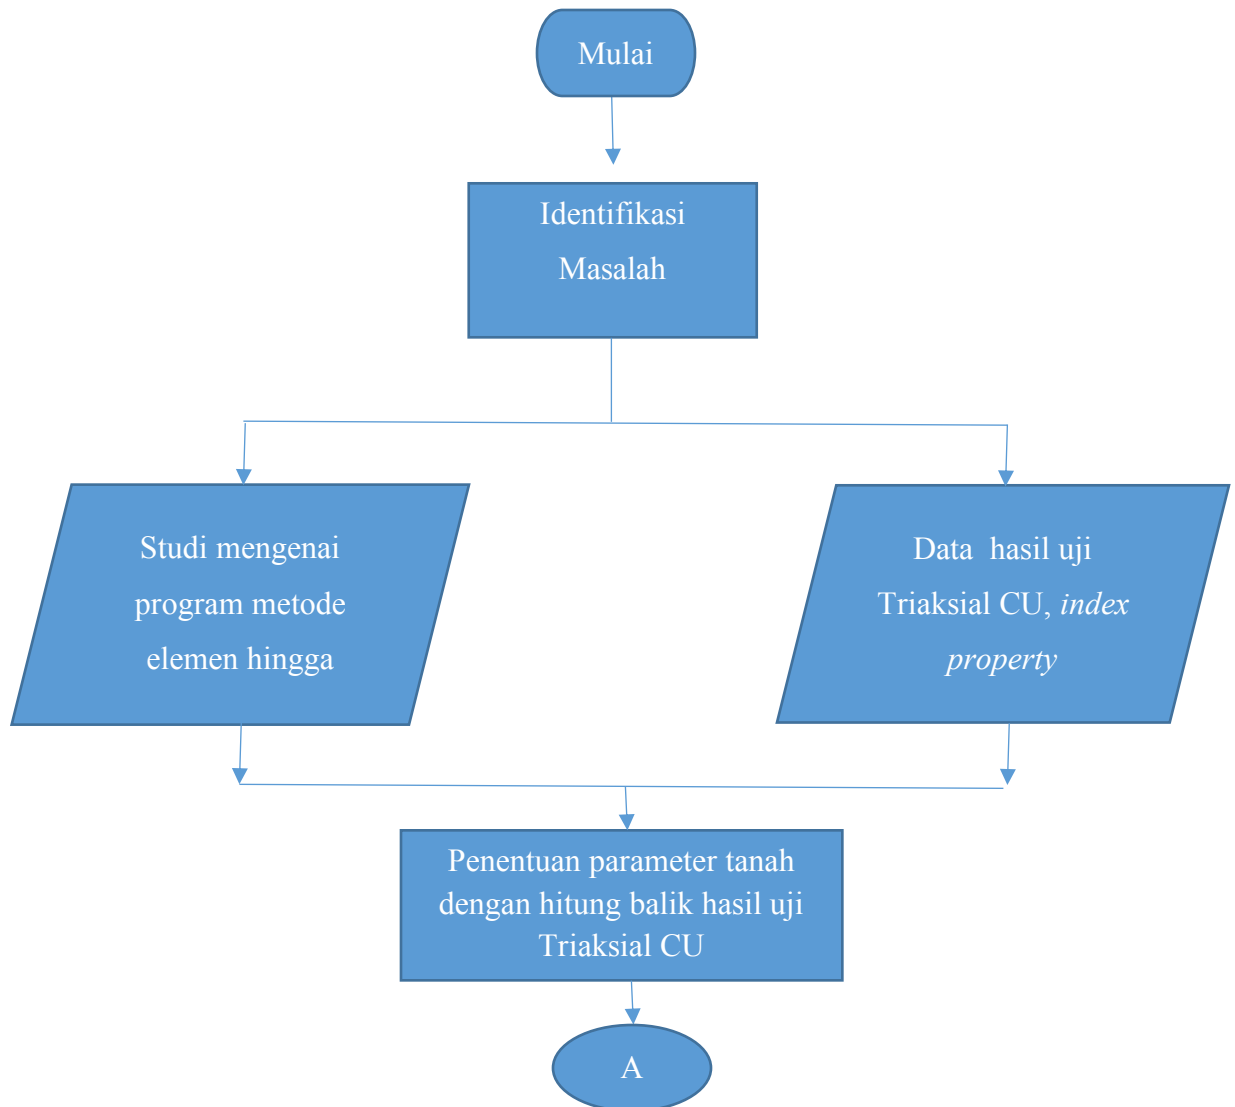 Mulai
Identifikasi
Masalah
Studi mengenai
program metode
elemen hingga
Data hasil uji
Triaksial CU, index
property
Penentuan parameter tanah
dengan hitung balik hasil uji
Triaksial CU
A